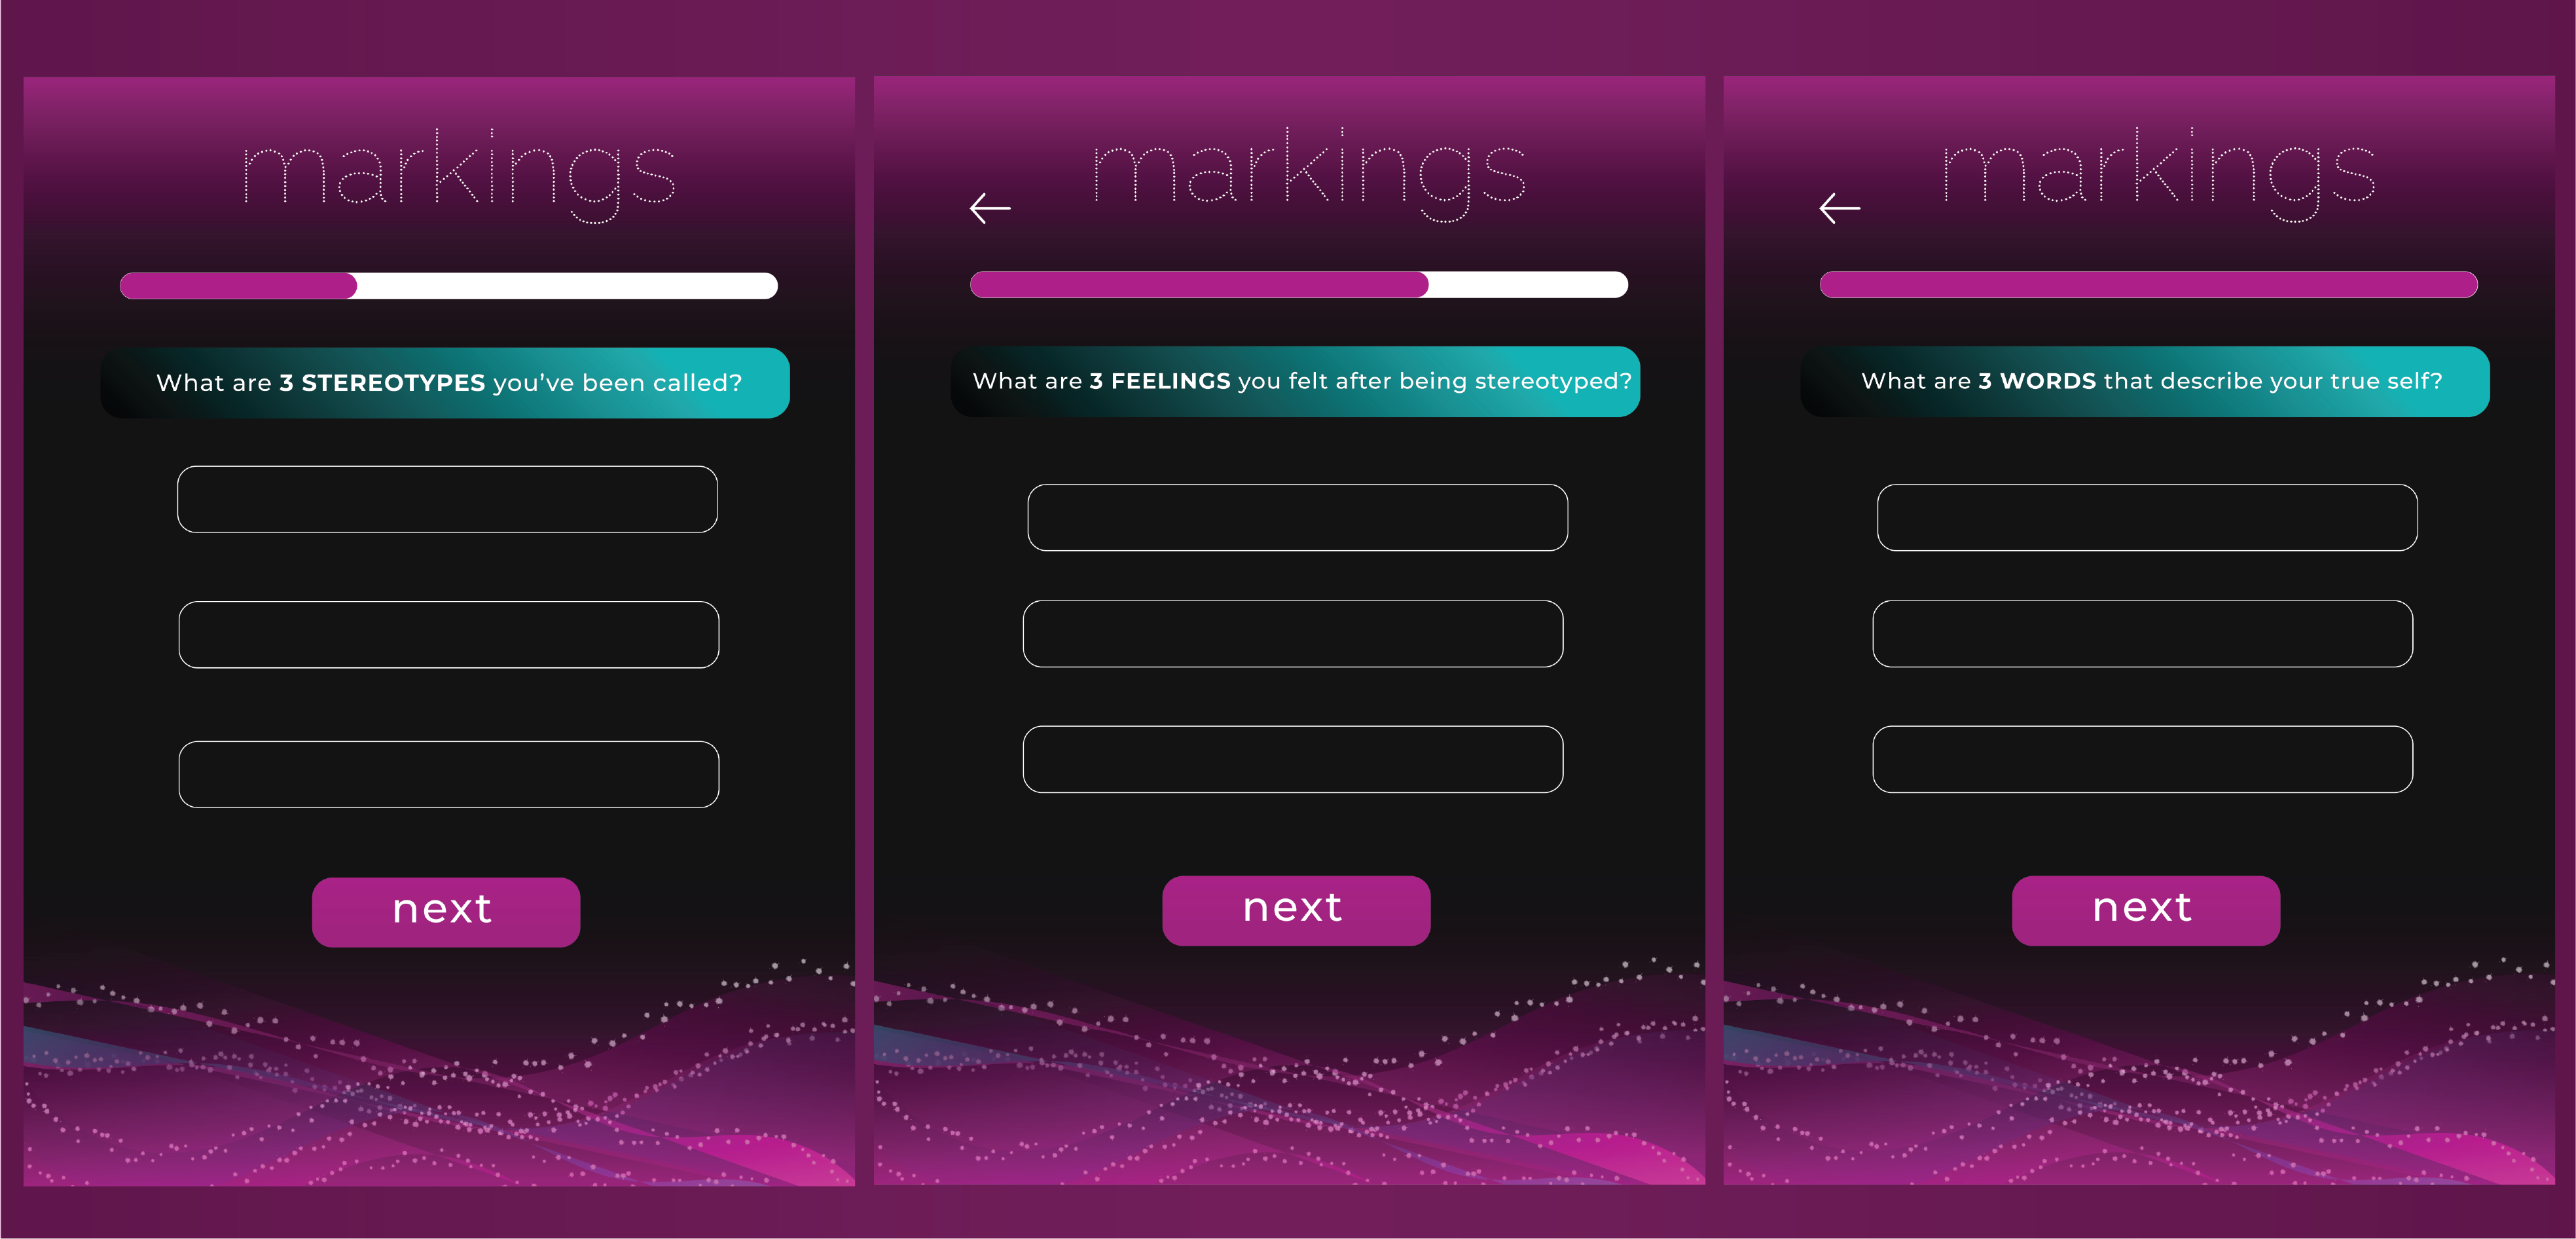 markings
What are 3 STEREOTYPES you’ve been called?
next
markings
What are 3 FEELINGS you felt after being stereotyped?
next
markings
What are 3 WORDS that describe your true self?
next